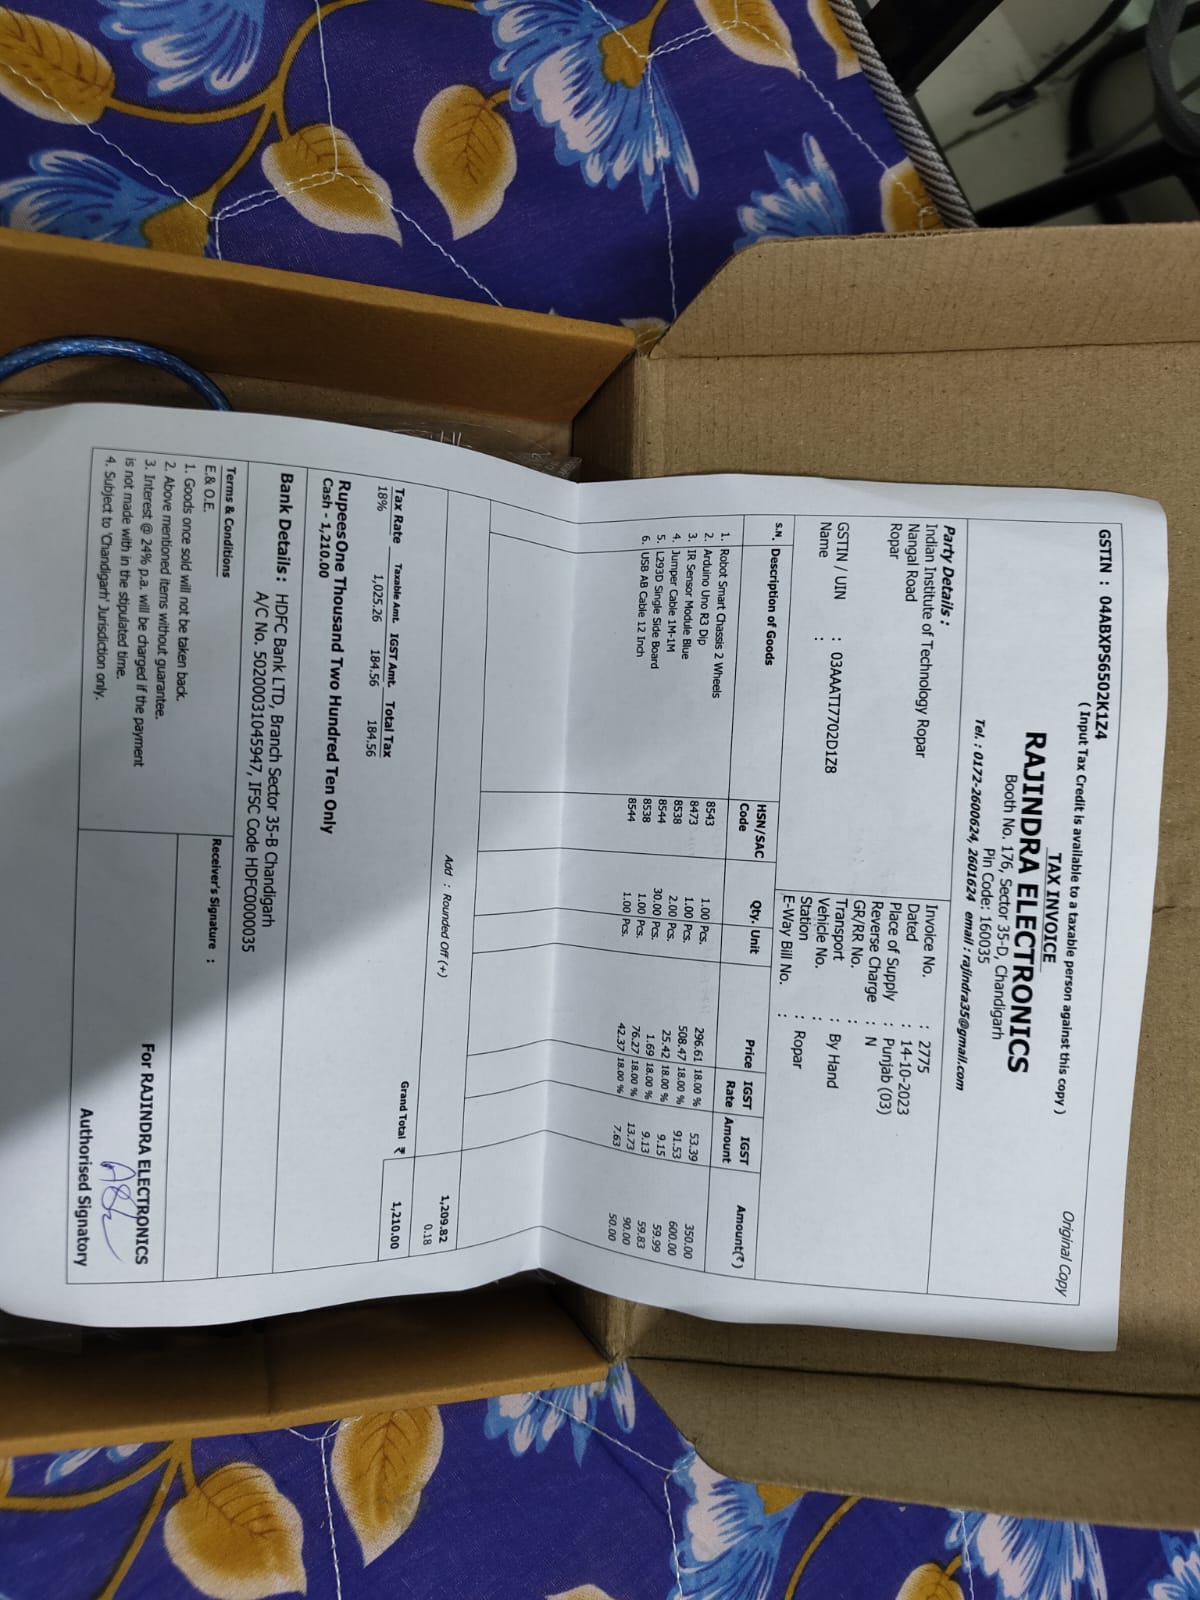 GSTIN : 04ABXPS6502K1Z4
Original Copy
( Input Tax Credit is available to a taxable person against this copy )
TAX INVOICE
RAJINDRA ELECTRONICS
Booth No. 176, Sector 35-D, Chandigarh
Pin Code: 160035
Tel. : 0172-2600624, 2601624 email : rajindra35@gmail.com
Party Details :
Indian Institute of Technology Ropar
Nangal Road
Ropar
GSTIN / UIN : 03AAATI7702D1Z8
Name :
Invoice No. : 2775
Dated : 14-10-2023
Place of Supply : Punjab (03)
Reverse Charge : N
GR/RR No. :
Transport : By Hand
Vehicle No. :
Station : Ropar
E-Way Bill No. :
S.N. Description of Goods HSN/SAC Code Qty. Unit Price IGST Rate IGST Amount Amount(₹)
1. Robot Smart Chassis 2 Wheels 8543 1.00 Pcs. 296.61 18.00 % 53.39 350.00
2. Arduino Uno R3 Dip 8473 1.00 Pcs. 508.47 18.00 % 91.53 600.00
3. IR Sensor Module Blue 8538 2.00 Pcs. 25.42 18.00 % 9.15 59.99
4. Jumper Cable 1M-1M 8544 30.00 Pcs. 1.69 18.00 % 9.13 59.83
5. L293D Single Side Board 8538 1.00 Pcs. 76.27 18.00 % 13.73 90.00
6. USB AB Cable 12 Inch 8544 1.00 Pcs. 42.37 18.00 % 7.63 50.00
1,209.82
Add : Rounded Off (+) 0.18
Grand Total ₹ 1,210.00
Tax Rate Taxable Amt. IGST Amt. Total Tax
18% 1,025.26 184.56 184.56
RupeesOne Thousand Two Hundred Ten Only
Cash - 1,210.00
Bank Details : HDFC Bank LTD, Branch Sector 35-B Chandigarh
A/C No. 50200031045947, IFSC Code HDFC0000035
Terms & Conditions
E.& O.E.
1. Goods once sold will not be taken back.
2. Above mentioned items without guarantee.
3. Interest @ 24% p.a. will be charged if the payment
is not made with in the stipulated time.
4. Subject to 'Chandigarh' Jurisdiction only.
Receiver's Signature :
For RAJINDRA ELECTRONICS
Authorised Signatory